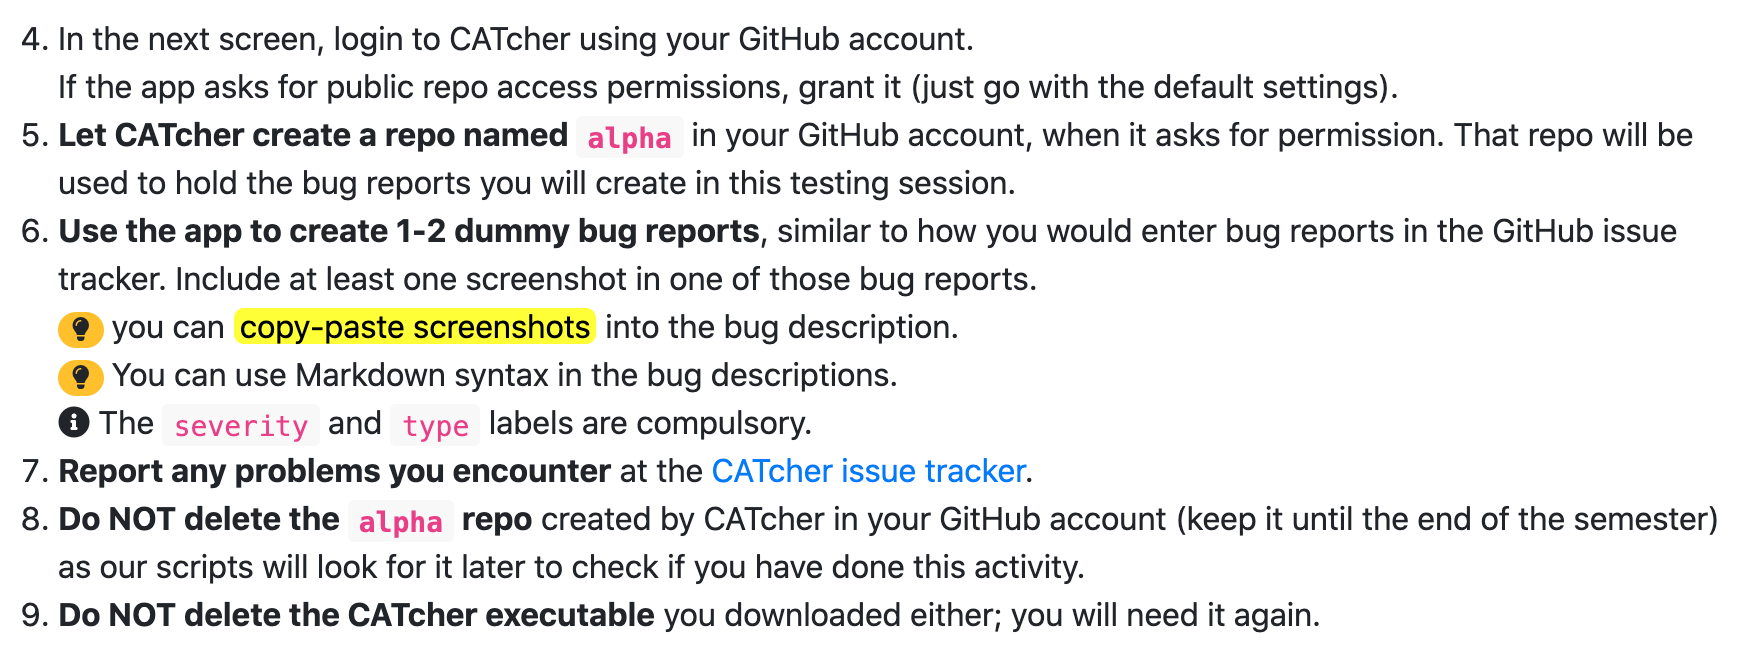 4. In the next screen, login to CATcher using your GitHub account.
If the app asks for public repo access permissions, grant it (just go with the default settings).
5. Let CATcher create a repo named alpha in your GitHub account, when it asks for permission. That repo will be
used to hold the bug reports you will create in this testing session.
6. Use the app to create 1-2 dummy bug reports, similar to how you would enter bug reports in the GitHub issue
tracker. Include at least one screenshot in one of those bug reports.
you can copy-paste screenshots into the bug description.
You can use Markdown syntax in the bug descriptions.
The severity and type labels are compulsory.
7. Report any problems you encounter at the CATcher issue tracker.
8. Do NOT delete the alpha repo created by CATcher in your GitHub account (keep it until the end of the semester)
as our scripts will look for it later to check if you have done this activity.
9. Do NOT delete the CATcher executable you downloaded either; you will need it again.